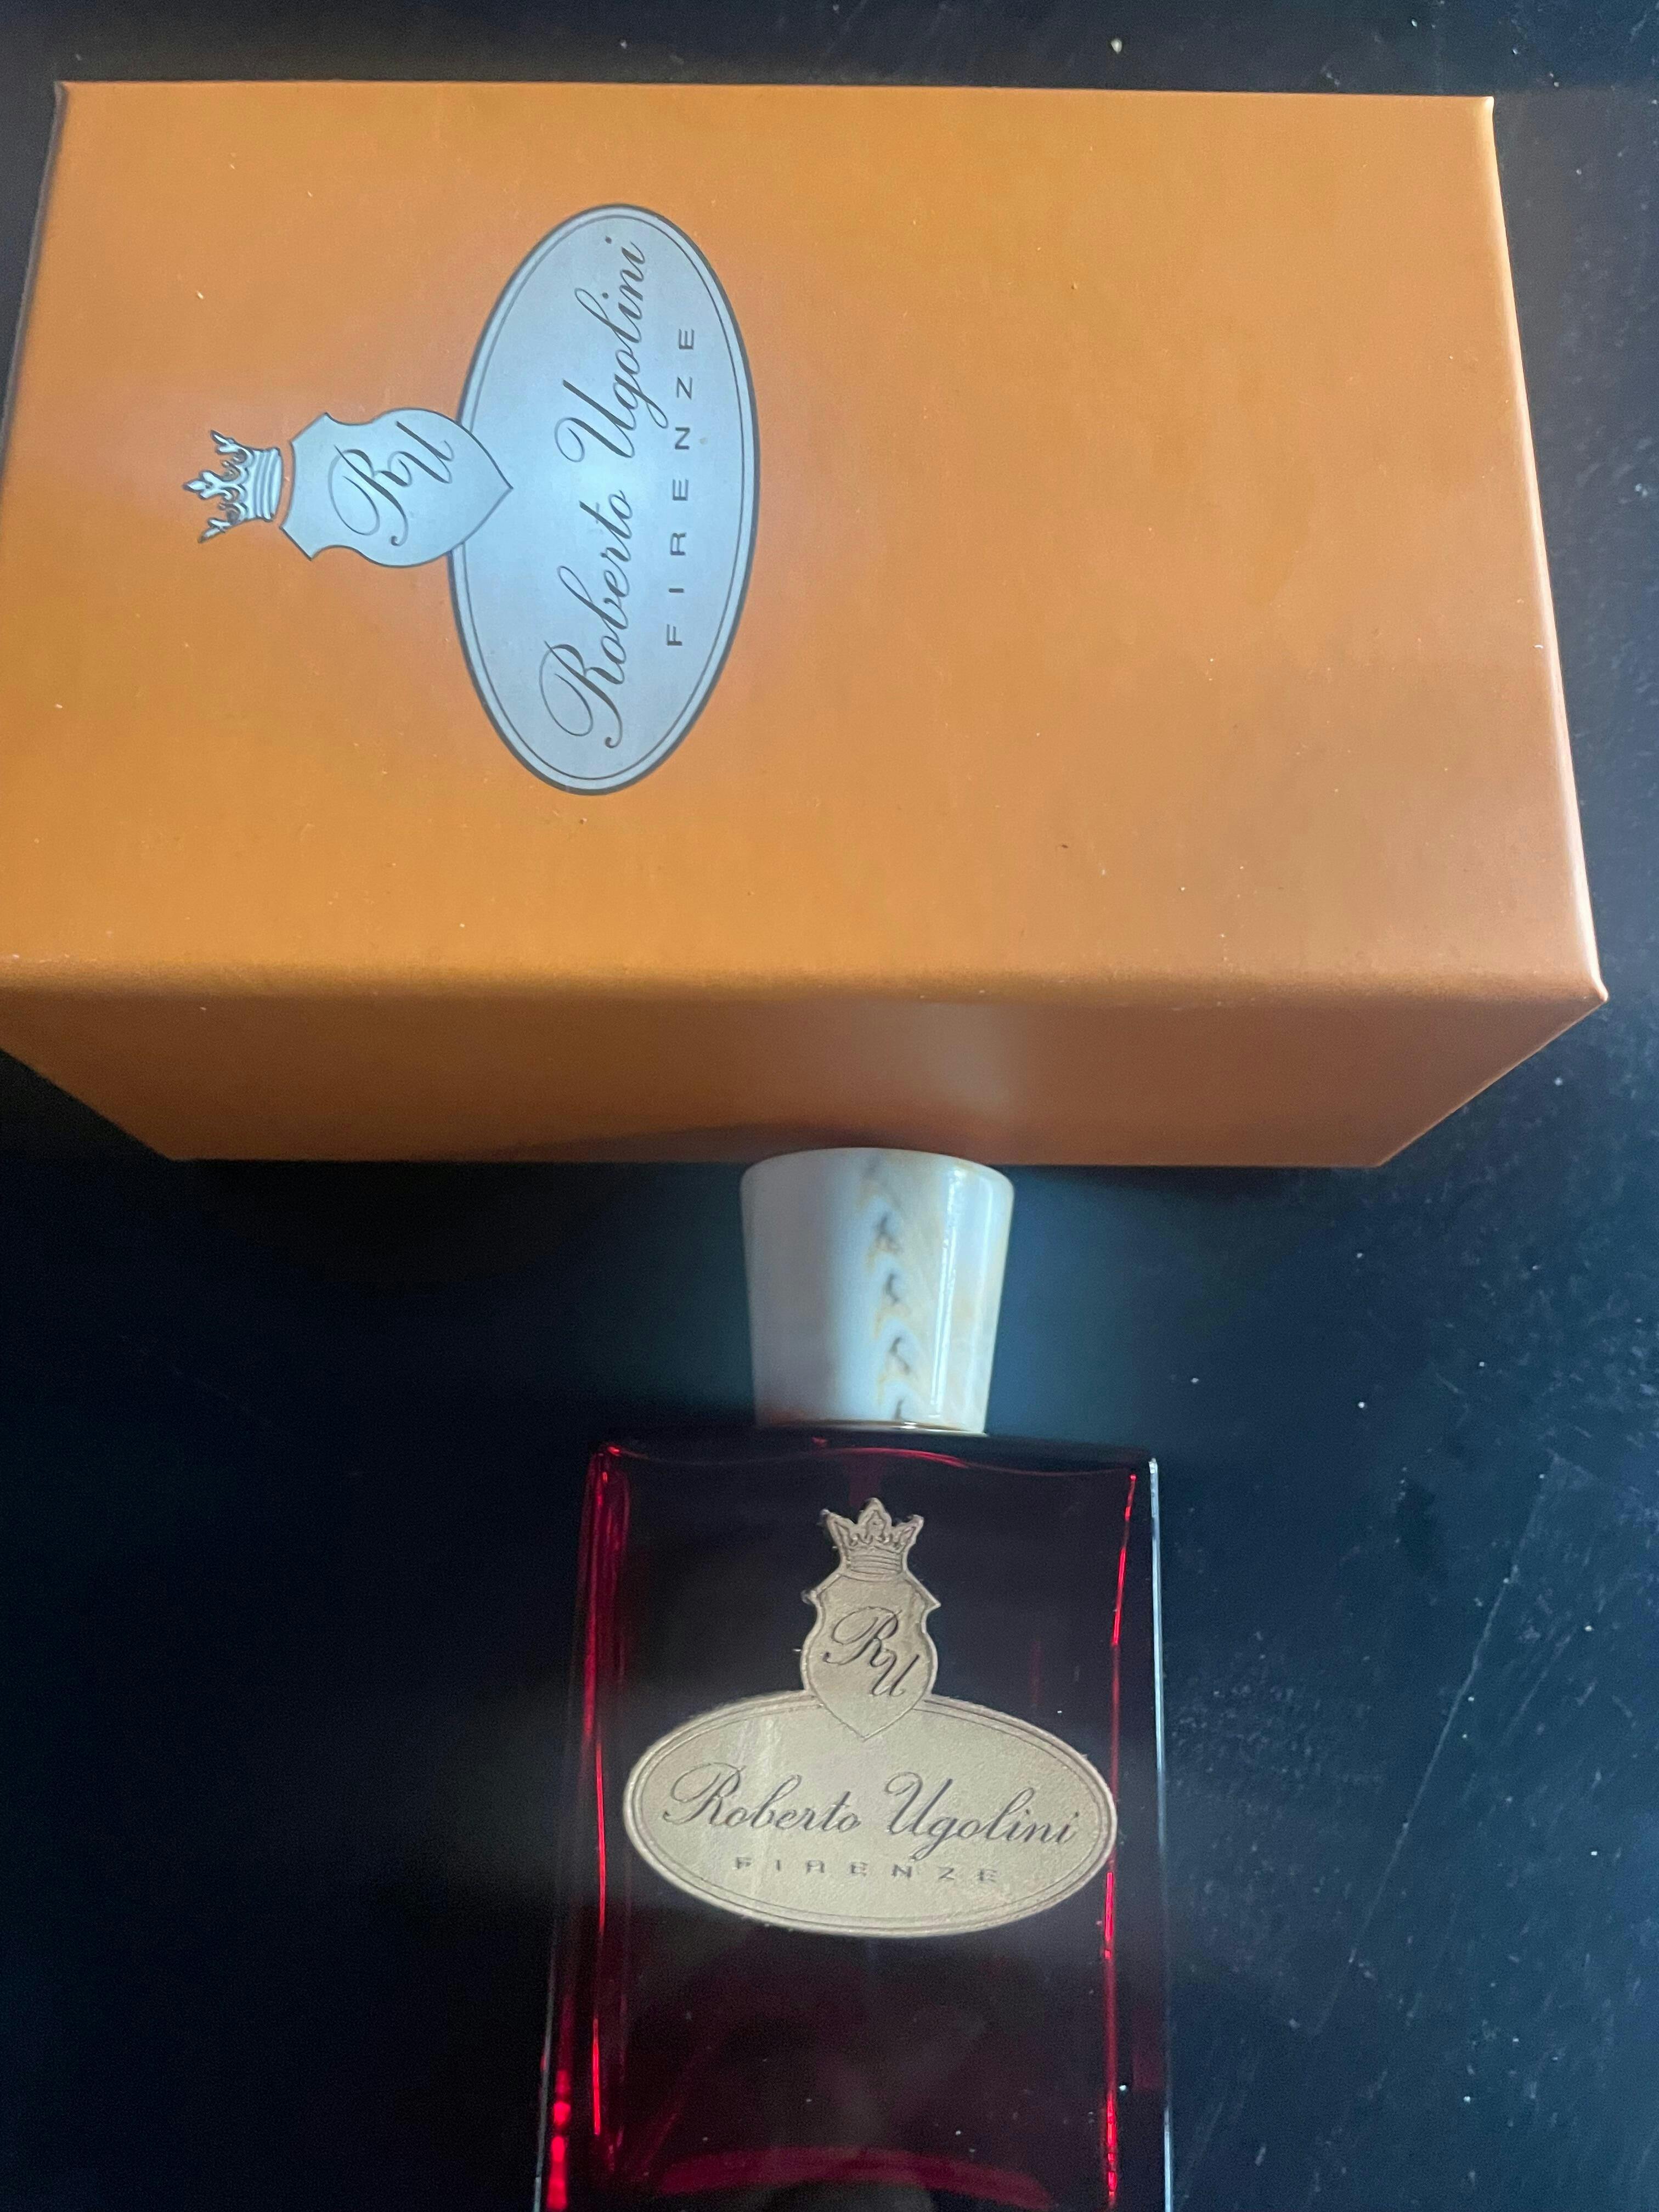 RU
Roberto Ugolini
FIRENZE
RU
Roberto Ugolini
FIRENZE